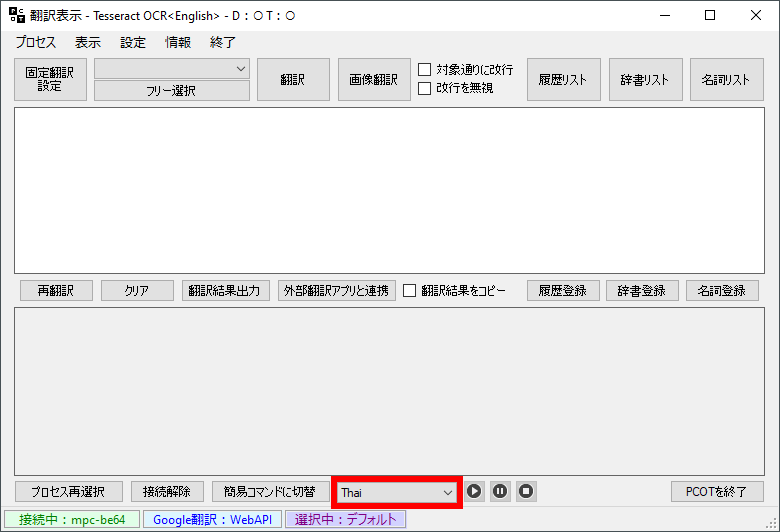 翻訳表示 - Tesseract OCR<English> - D：○ T：○
プロセス 表示 設定 情報 終了
固定翻訳設定 フリー選択 翻訳 画像翻訳 対象通りに改行 改行を無視 履歴リスト 辞書リスト 名詞リスト
再翻訳 クリア 翻訳結果出力 外部翻訳アプリと連携 翻訳結果をコピー 履歴登録 辞書登録 名詞登録
プロセス再選択 接続解除 簡易コマンドに切替 Thai PCOTを終了
接続中：mpc-be64 Google翻訳：WebAPI 選択中：デフォルト